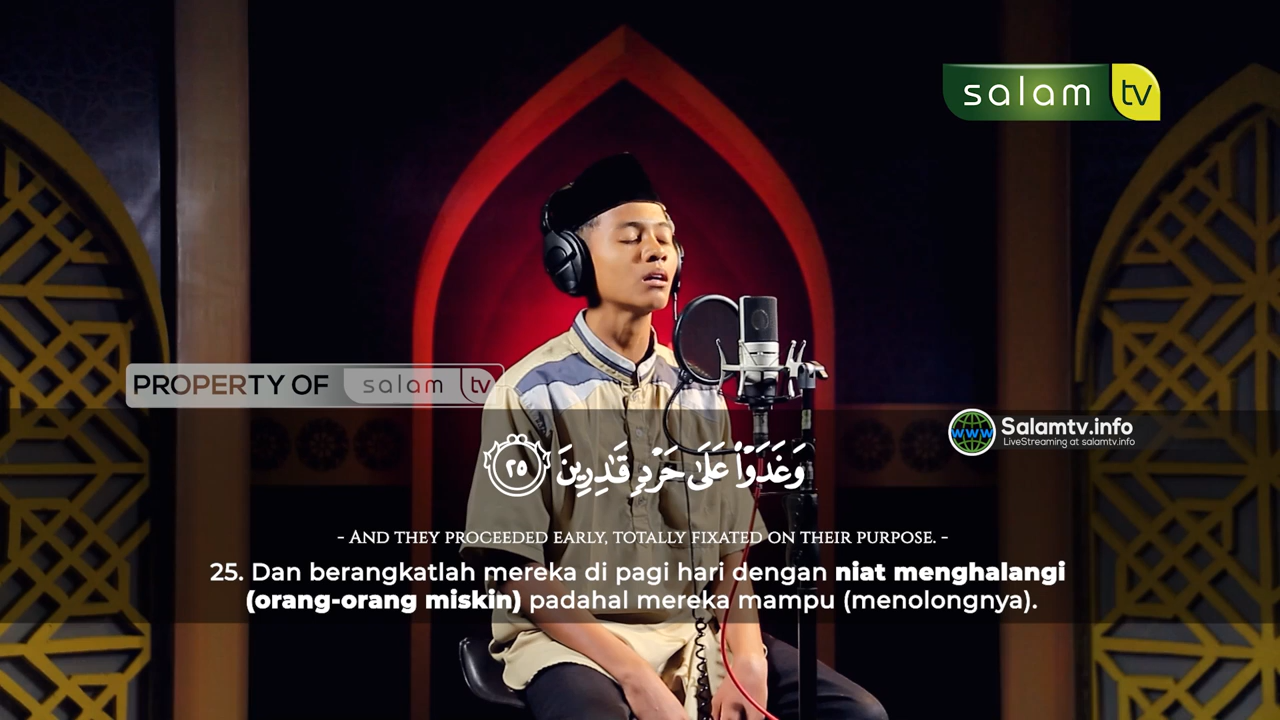 salam tv
PROPERTY OF salam tv
www Salamtv.info
LiveStreaming at salamtv.info
وَغَدَوۡاْ عَلَىٰ حَرۡدٖ قَٰدِرِينَ ٢٥
- And they proceeded early, totally fixated on their purpose. -
25. Dan berangkatlah mereka di pagi hari dengan niat menghalangi
(orang-orang miskin) padahal mereka mampu (menolongnya).